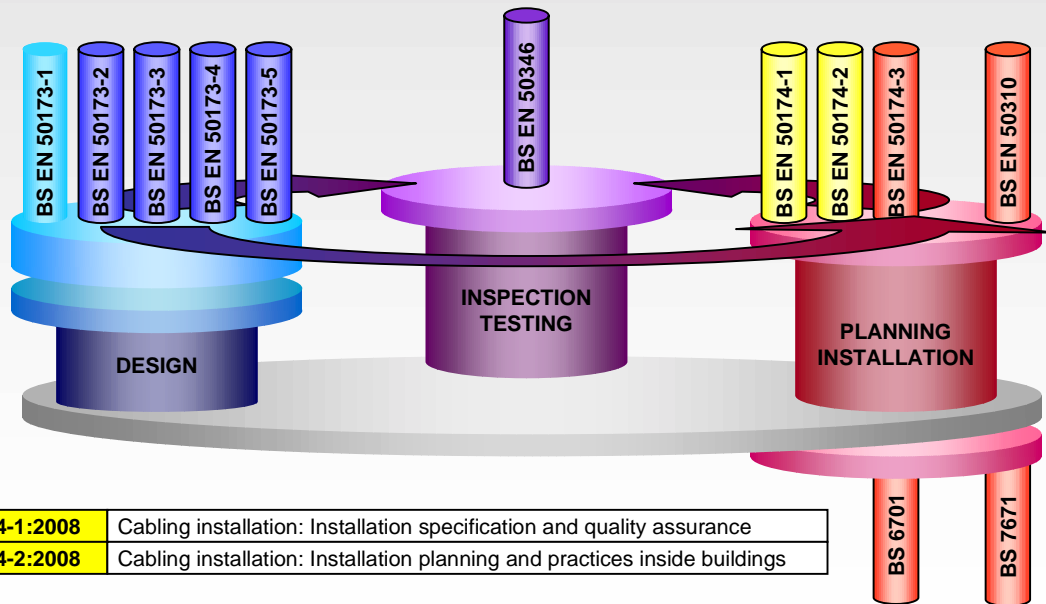 BS EN 50173-1
BS EN 50173-2
BS EN 50173-3
BS EN 50173-4
BS EN 50173-5
BS EN 50346
BS EN 50174-1
BS EN 50174-2
BS EN 50174-3
BS EN 50310
DESIGN
INSPECTION
TESTING
PLANNING
INSTALLATION
BS 6701
BS 7671
4-1:2008 Cabling installation: Installation specification and quality assurance
4-2:2008 Cabling installation: Installation planning and practices inside buildings